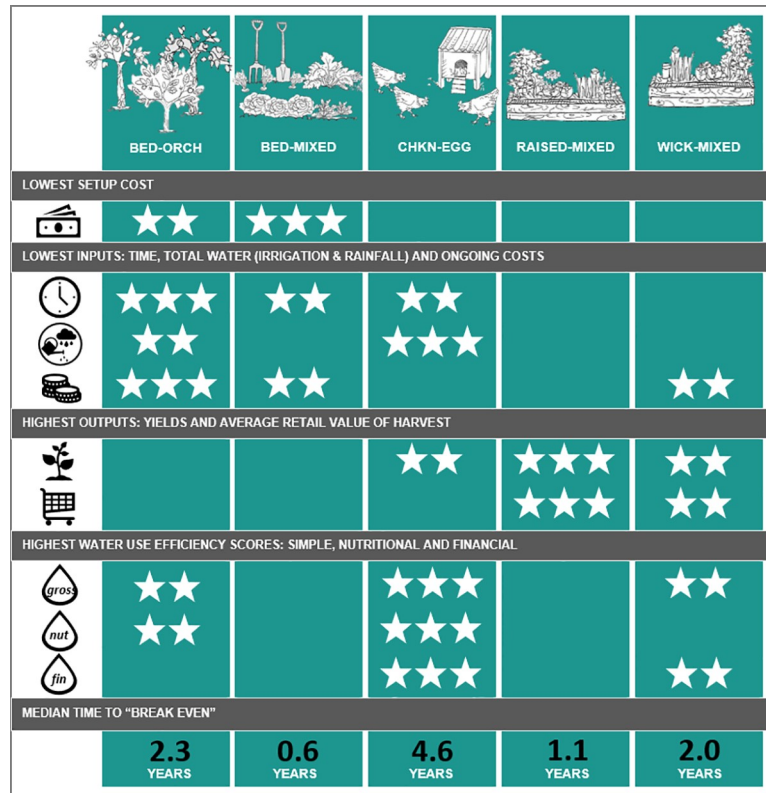 BED-ORCH BED-MIXED CHKN-EGG RAISED-MIXED WICK-MIXED
LOWEST SETUP COST
LOWEST INPUTS: TIME, TOTAL WATER (IRRIGATION & RAINFALL) AND ONGOING COSTS
HIGHEST OUTPUTS: YIELDS AND AVERAGE RETAIL VALUE OF HARVEST
HIGHEST WATER USE EFFICIENCY SCORES: SIMPLE, NUTRITIONAL AND FINANCIAL
gross
nut
fin
MEDIAN TIME TO “BREAK EVEN”
2.3 0.6 4.6 1.1 2.0
YEARS YEARS YEARS YEARS YEARS